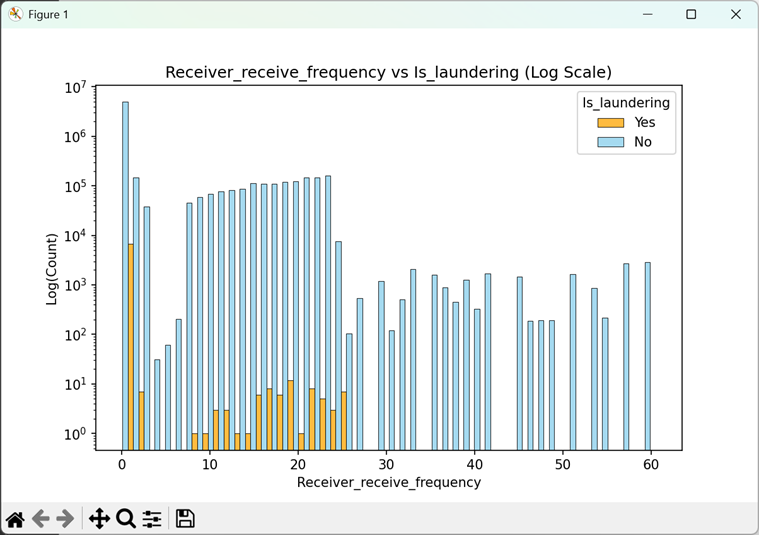 Figure 1
Receiver_receive_frequency vs Is_laundering (Log Scale)
Is_laundering
Yes
No
Log(Count)
10⁷
10⁶
10⁵
10⁴
10³
10²
10¹
10⁰
0 10 20 30 40 50 60
Receiver_receive_frequency